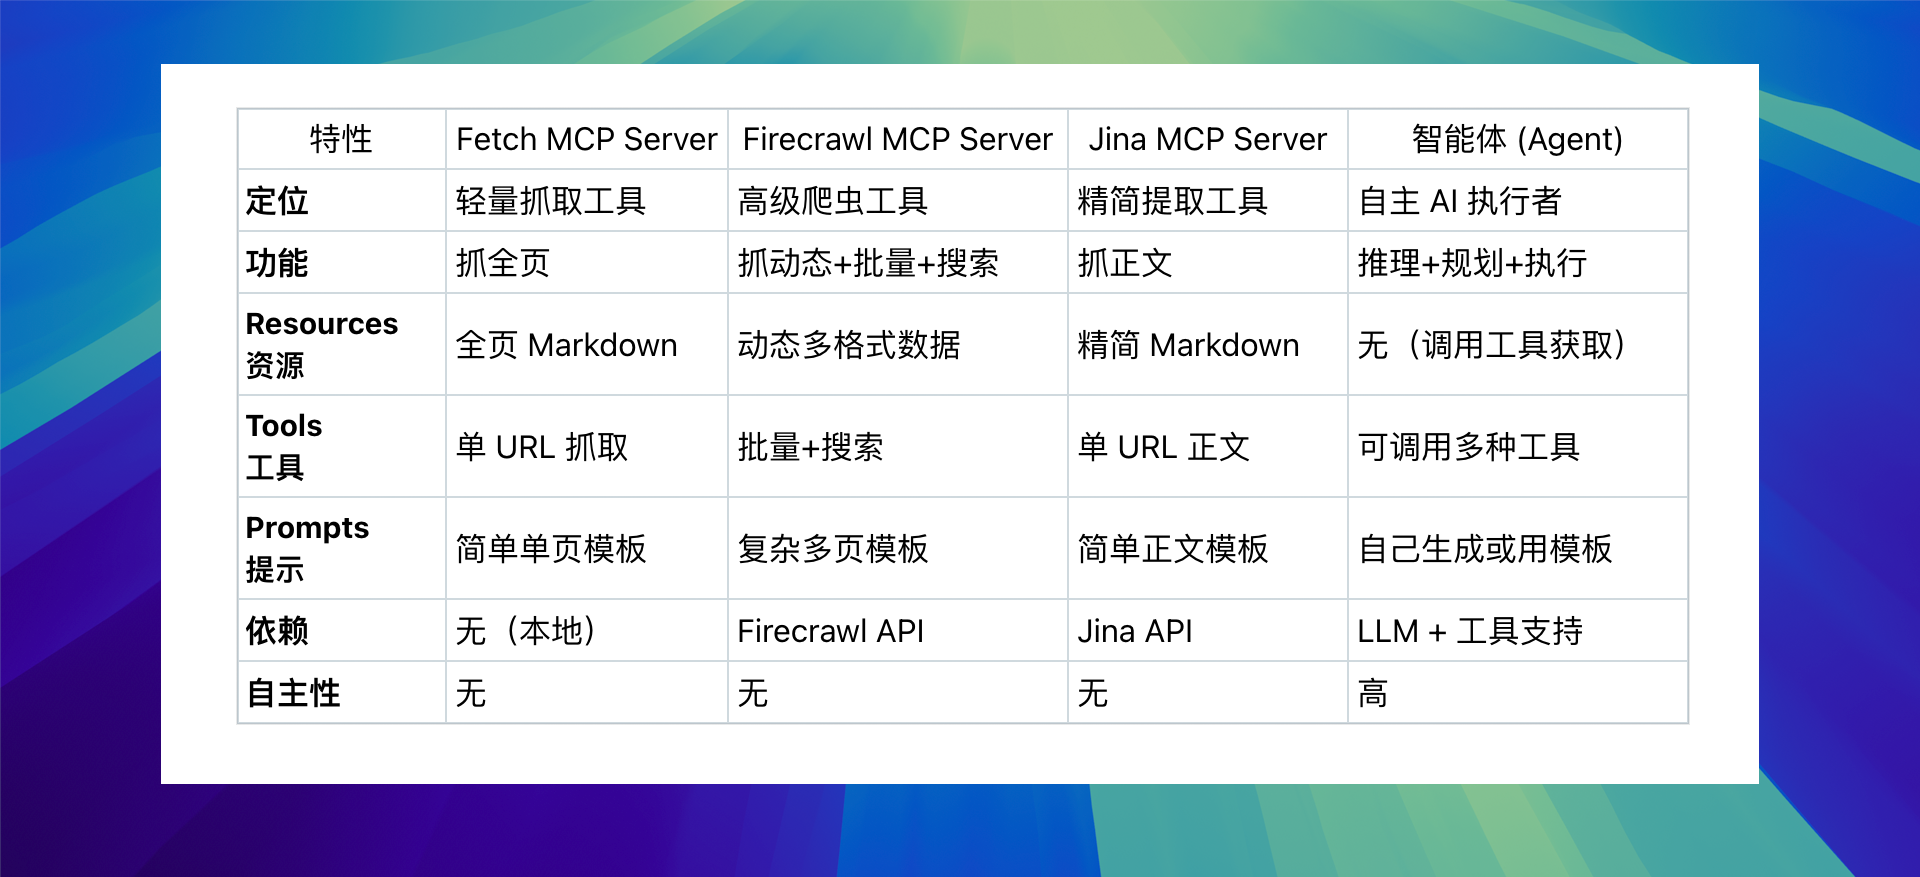 特性 Fetch MCP Server Firecrawl MCP Server Jina MCP Server 智能体 (Agent)
定位 轻量抓取工具 高级爬虫工具 精简提取工具 自主 AI 执行者
功能 抓全页 抓动态+批量+搜索 抓正文 推理+规划+执行
Resources
资源 全页 Markdown 动态多格式数据 精简 Markdown 无（调用工具获取）
Tools
工具 单 URL 抓取 批量+搜索 单 URL 正文 可调用多种工具
Prompts
提示 简单单页模板 复杂多页模板 简单正文模板 自己生成或用模板
依赖 无（本地） Firecrawl API Jina API LLM + 工具支持
自主性 无 无 无 高